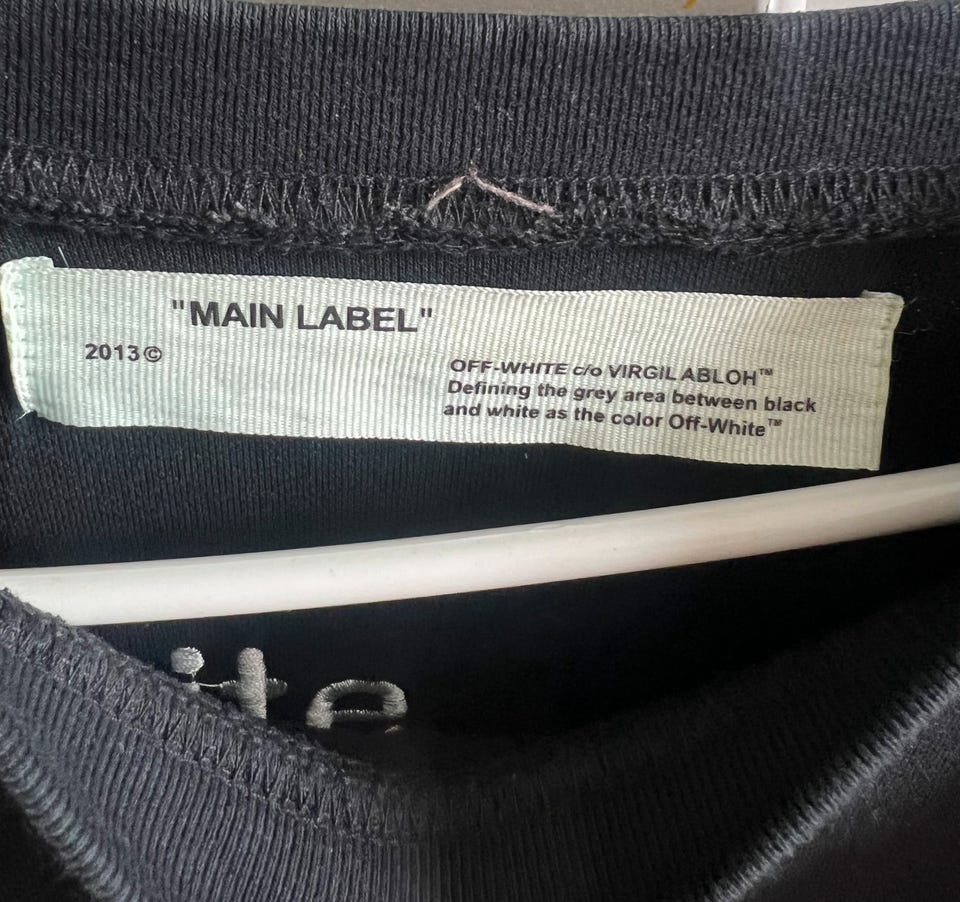 "MAIN LABEL"
2013©
OFF-WHITE c/o VIRGIL ABLOH™
Defining the grey area between black
and white as the color Off-White™
ite